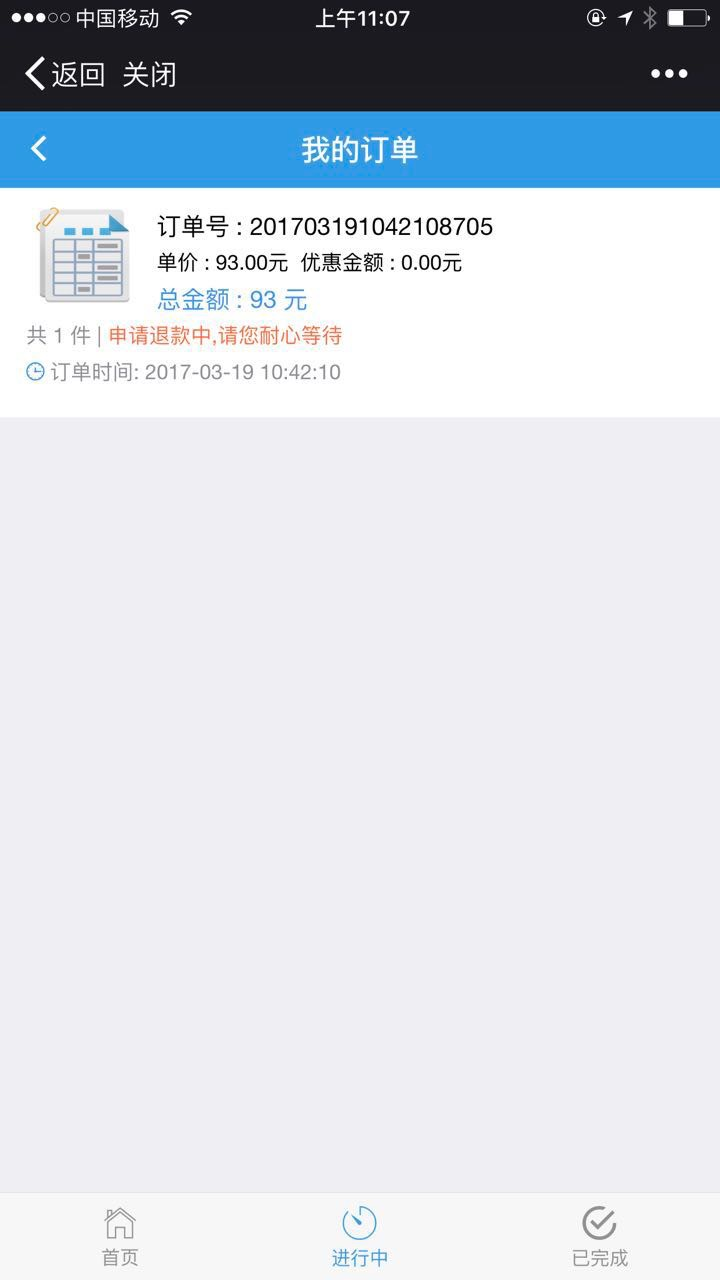 中国移动 上午11:07
返回 关闭
我的订单
订单号 : 201703191042108705
单价 : 93.00元 优惠金额 : 0.00元
总金额 : 93 元
共 1 件 | 申请退款中,请您耐心等待
订单时间: 2017-03-19 10:42:10
首页 进行中 已完成